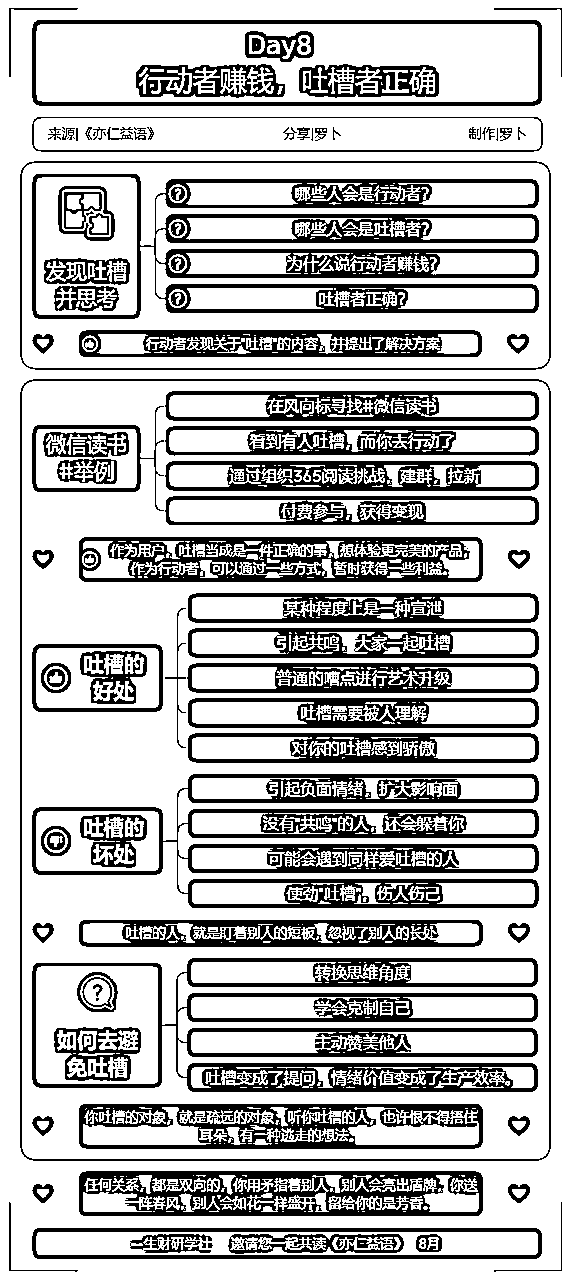 Day8
行动者赚钱，吐槽者正确
来源|《亦仁益语》 分享|萝卜 制作|萝卜
发现吐槽
并思考
哪些人会是行动者？
哪些人会是吐槽者？
为什么说行动者赚钱？
吐槽者正确？
行动者发现关于“吐槽”的内容，并提出了解决方案
微信读书
#举例
在风向标寻找#微信读书
看到有人吐槽，而你去行动了
通过组织365阅读挑战，建群，拉新
付费参与，获得变现
作为用户，吐槽当成是一件正确的事，想体验更完美的产品，
作为行动者，可以通过一些方式，暂时获得一些利益。
吐槽的
好处
某种程度上是一种宣泄
引起共鸣，大家一起吐槽
普通的嘈点进行艺术升级
吐槽需要被人理解
对你的吐槽感到骄傲
吐槽的
坏处
引起负面情绪，扩大影响面
没有“共鸣”的人，还会躲着你
可能会遇到同样爱吐槽的人
使劲“吐槽”，伤人伤己
吐槽的人，就是盯着别人的短板，忽视了别人的长处
如何去避
免吐槽
转换思维角度
学会克制自己
主动赞美他人
吐槽变成了提问，情绪价值变成了生产效率。
你吐槽的对象，就是疏远的对象，听你吐槽的人，也许恨不得捂住
耳朵，有一种逃走的想法。
任何关系，都是双向的，你用矛指着别人，别人会亮出盾牌，你送
一阵春风，别人会如花一样盛开，留给你的是芳香。
一生财研学社 邀请您一起共读《亦仁益语》 8月